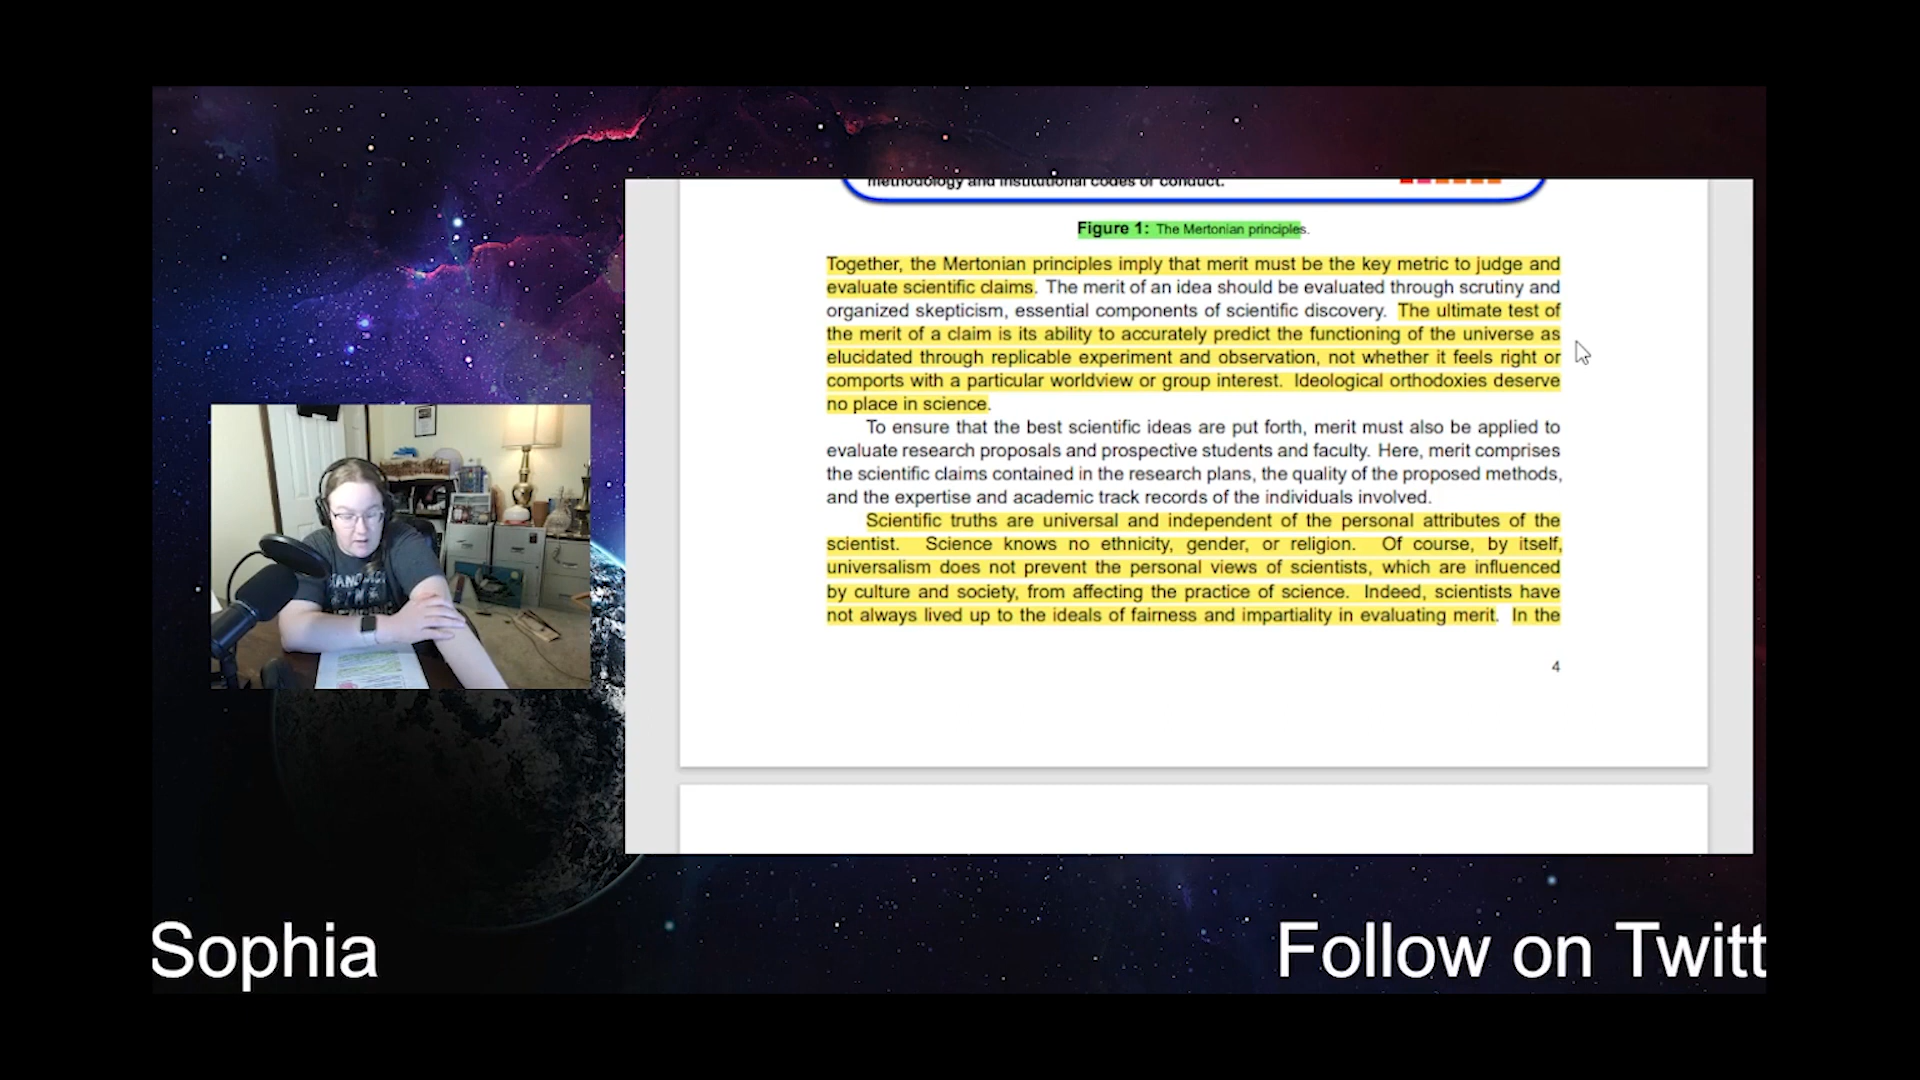 methodology and institutional codes of conduct.
Figure 1: The Mertonian principles.
Together, the Mertonian principles imply that merit must be the key metric to judge and
evaluate scientific claims. The merit of an idea should be evaluated through scrutiny and
organized skepticism, essential components of scientific discovery. The ultimate test of
the merit of a claim is its ability to accurately predict the functioning of the universe as
elucidated through replicable experiment and observation, not whether it feels right or
comports with a particular worldview or group interest. Ideological orthodoxies deserve
no place in science.
To ensure that the best scientific ideas are put forth, merit must also be applied to
evaluate research proposals and prospective students and faculty. Here, merit comprises
the scientific claims contained in the research plans, the quality of the proposed methods,
and the expertise and academic track records of the individuals involved.
Scientific truths are universal and independent of the personal attributes of the
scientist. Science knows no ethnicity, gender, or religion. Of course, by itself,
universalism does not prevent the personal views of scientists, which are influenced
by culture and society, from affecting the practice of science. Indeed, scientists have
not always lived up to the ideals of fairness and impartiality in evaluating merit. In the
4
Sophia
Follow on Twitt